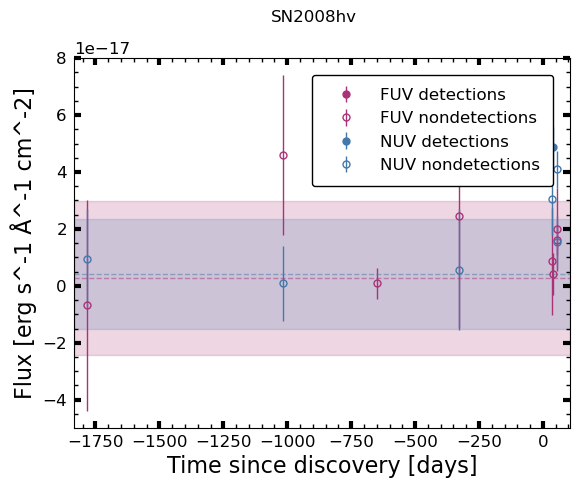 SN2008hv
1e−17
8
6
4
2
0
−2
−4
Flux [erg s^-1 Å^-1 cm^-2]
FUV detections
FUV nondetections
NUV detections
NUV nondetections
−1750 −1500 −1250 −1000 −750 −500 −250 0
Time since discovery [days]